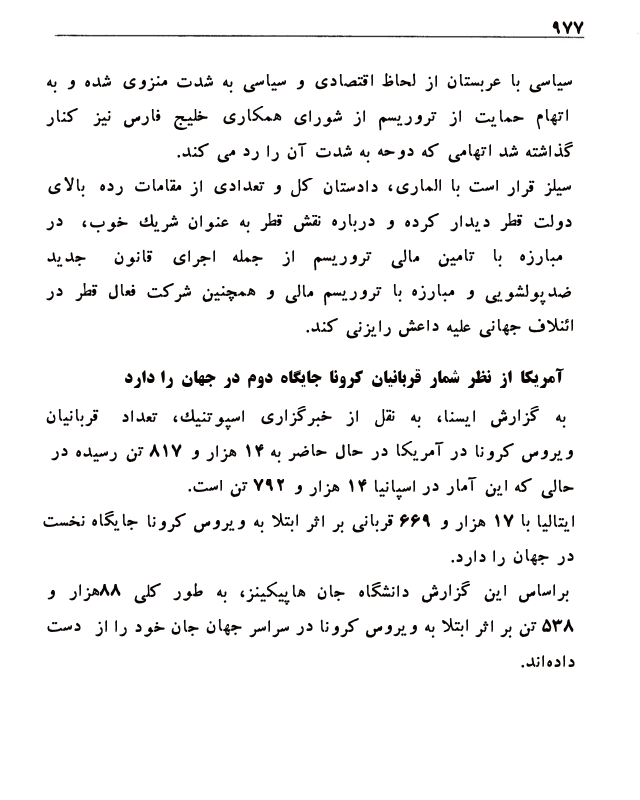 ۹۷۷
سیاسی با عربستان از لحاظ اقتصادی و سیاسی به شدت منزوی شده و به
اتهام حمایت از تروریسم از شورای همکاری خلیج فارس نیز کنار
گذاشته شد اتهامی که دوحه به شدت آن را رد می کند.
سیلز قرار است با الماری، دادستان کل و تعدادی از مقامات رده بالای
دولت قطر دیدار کرده و درباره نقش قطر به عنوان شریك خوب، در
مبارزه با تامین مالی تروریسم از جمله اجرای قانون جدید
ضدپولشویی و مبارزه با تروریسم مالی و همچنین شرکت فعال قطر در
ائتلاف جهانی علیه داعش رایزنی کند.
آمریکا از نظر شمار قربانیان کرونا جایگاه دوم در جهان را دارد
به گزارش ایسنا، به نقل از خبرگزاری اسپوتنیك، تعداد قربانیان
ویروس کرونا در آمریکا در حال حاضر به ۱۴ هزار و ۸۱۷ تن رسیده در
حالی که این آمار در اسپانیا ۱۴ هزار و ۷۹۲ تن است.
ایتالیا با ۱۷ هزار و ۶۶۹ قربانی بر اثر ابتلا به ویروس کرونا جایگاه نخست
در جهان را دارد.
براساس این گزارش دانشگاه جان هاپیکینز، به طور کلی ۸۸هزار و
۵۳۸ تن بر اثر ابتلا به ویروس کرونا در سراسر جهان جان خود را از دست
داده‌اند.